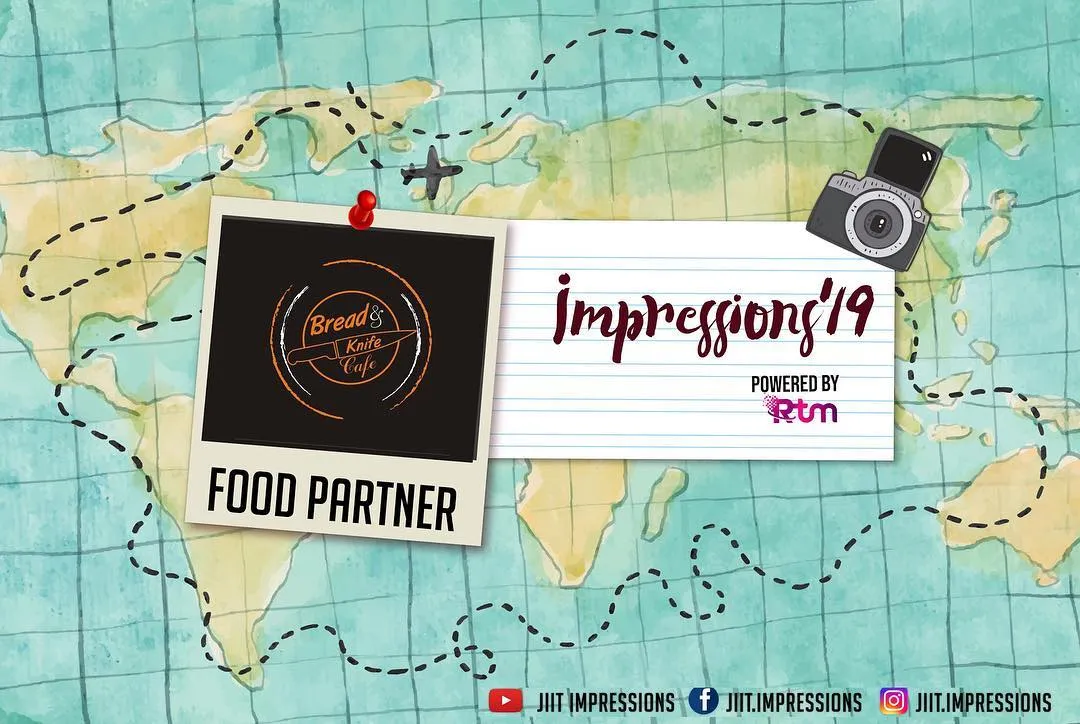 Bread &
Knife
Cafe
FOOD PARTNER
impressions'19
POWERED BY
Rtm
JIIT IMPRESSIONS JIIT.IMPRESSIONS JIIT.IMPRESSIONS